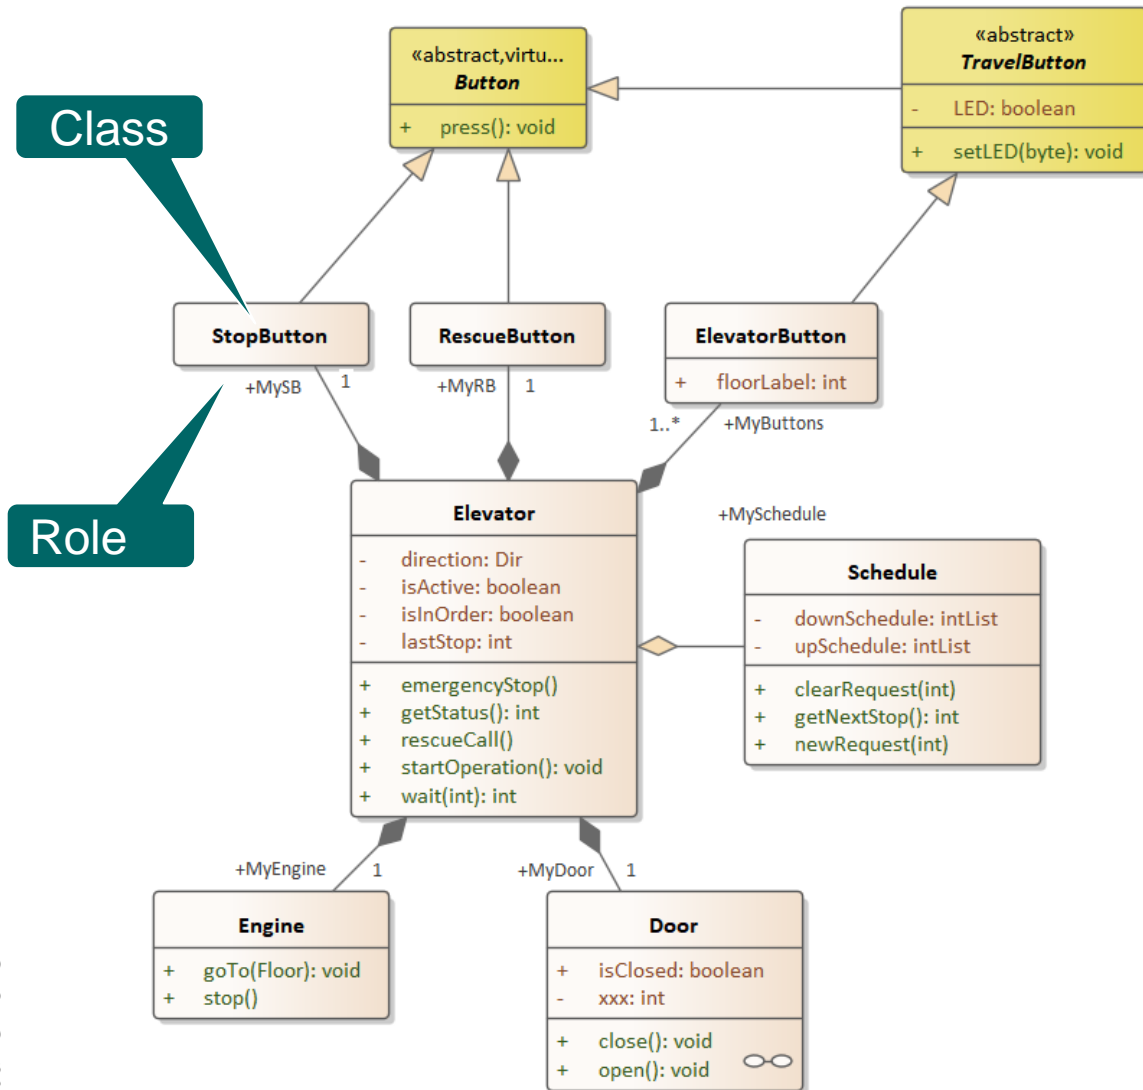 «abstract,virtu...
Button
+ press(): void
«abstract»
TravelButton
- LED: boolean
+ setLED(byte): void
Class
StopButton
RescueButton
ElevatorButton
+ floorLabel: int
+MySB 1
+MyRB 1
1..* +MyButtons
Role
Elevator
- direction: Dir
- isActive: boolean
- isInOrder: boolean
- lastStop: int
+ emergencyStop()
+ getStatus(): int
+ rescueCall()
+ startOperation(): void
+ wait(int): int
+MySchedule
Schedule
- downSchedule: intList
- upSchedule: intList
+ clearRequest(int)
+ getNextStop(): int
+ newRequest(int)
+MyEngine 1
+MyDoor 1
Engine
+ goTo(Floor): void
+ stop()
Door
+ isClosed: boolean
- xxx: int
+ close(): void
+ open(): void